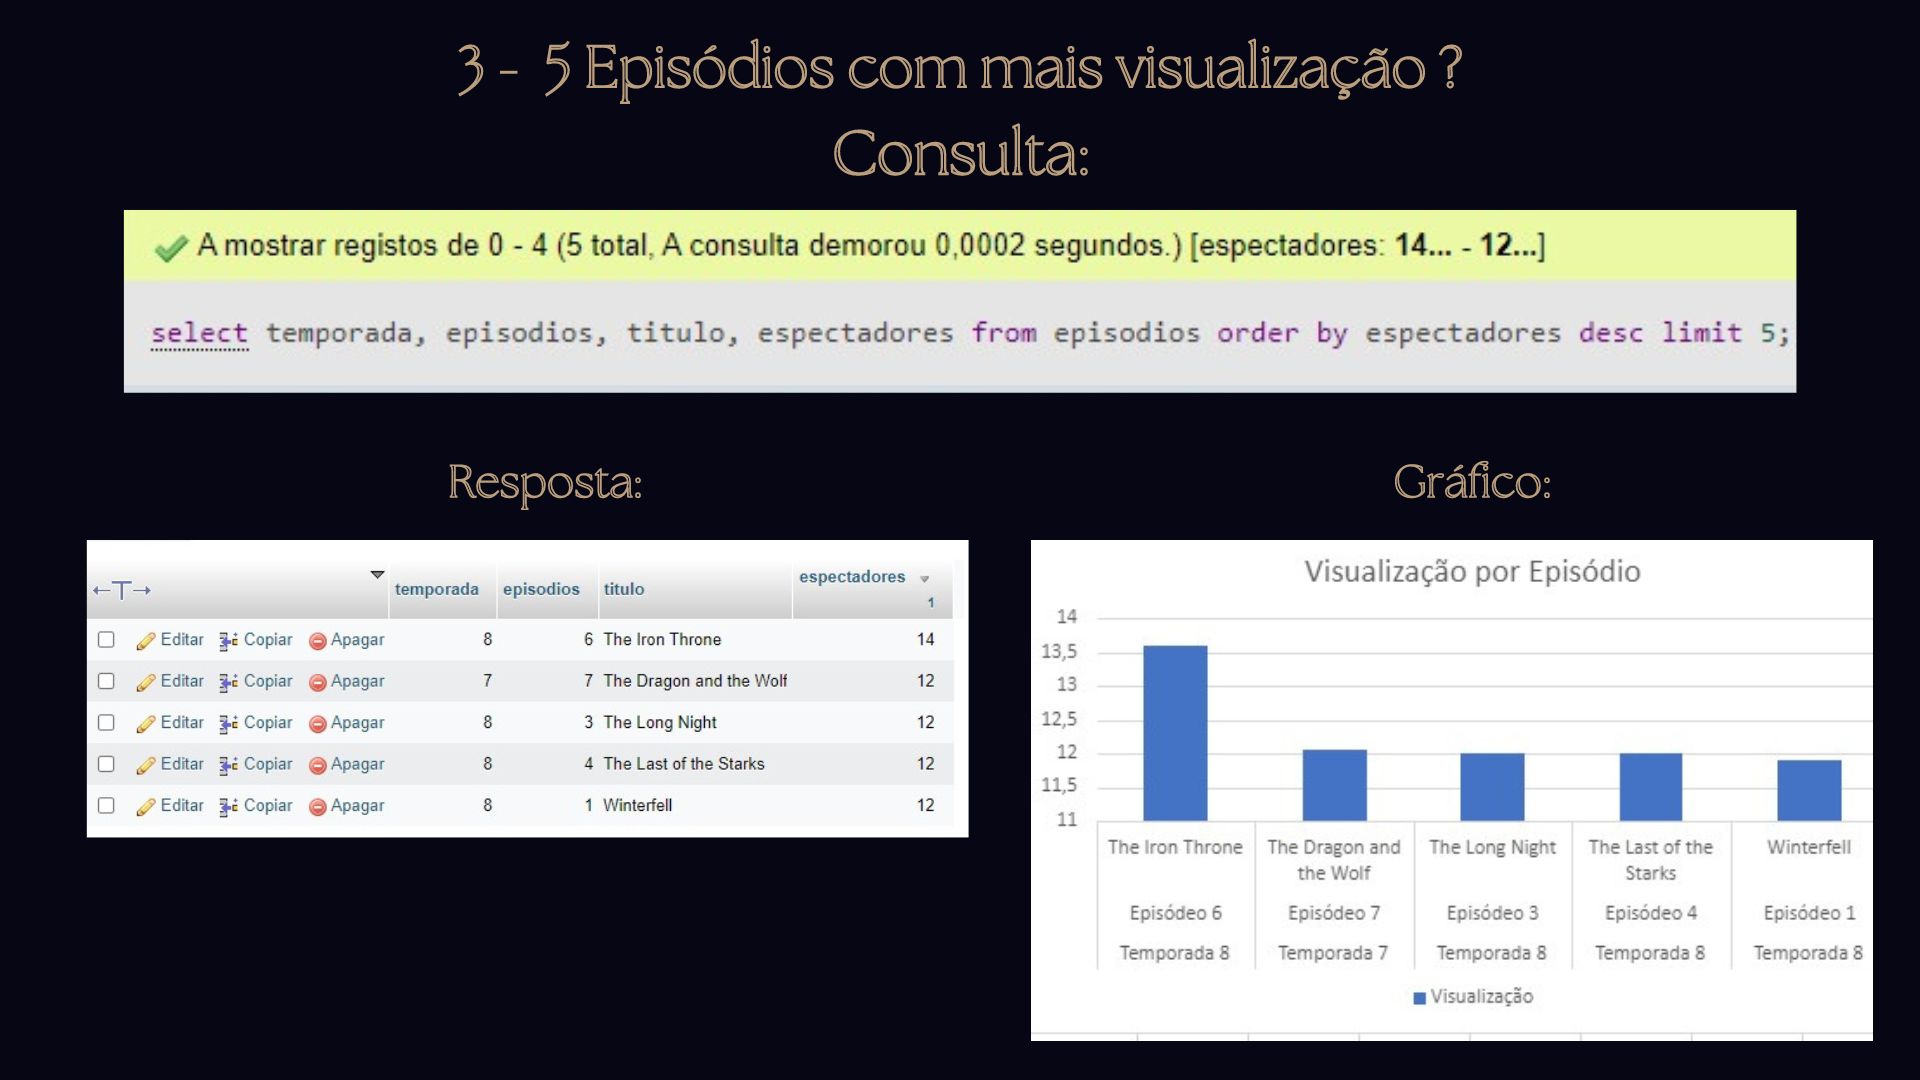 3 - 5 Episódios com mais visualização ?
Consulta:
A mostrar registos de 0 - 4 (5 total, A consulta demorou 0,0002 segundos.) [espectadores: 14... - 12...]
select temporada, episodios, titulo, espectadores from episodios order by espectadores desc limit 5;
Resposta:
temporada episodios titulo espectadores 1
Editar Copiar Apagar 8 6 The Iron Throne 14
Editar Copiar Apagar 7 7 The Dragon and the Wolf 12
Editar Copiar Apagar 8 3 The Long Night 12
Editar Copiar Apagar 8 4 The Last of the Starks 12
Editar Copiar Apagar 8 1 Winterfell 12
Gráfico:
Visualização por Episódio
14
13,5
13
12,5
12
11,5
11
The Iron Throne The Dragon and the Wolf The Long Night The Last of the Starks Winterfell
Episódeo 6 Episódeo 7 Episódeo 3 Episódeo 4 Episódeo 1
Temporada 8 Temporada 7 Temporada 8 Temporada 8 Temporada 8
Visualização